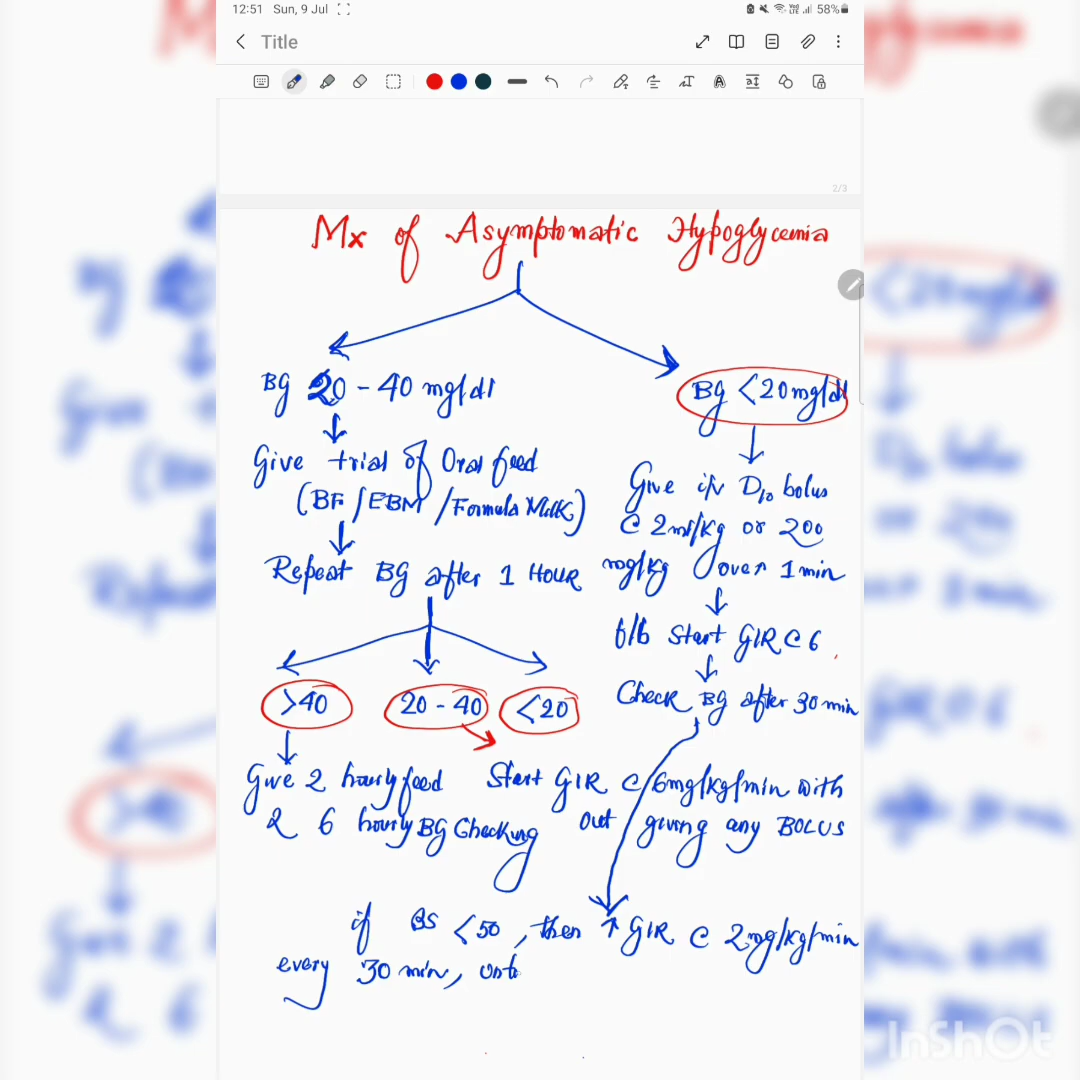 12:51 Sun, 9 Jul
58%
Title
2/3
Mx of Asymptomatic Hypoglycemia
BG 20 - 40 mg/dl
BG <20mg/dl
Give trial of Oral feed
(BF/EBM/Formula Milk)
Repeat BG after 1 HOUR
Give i/v D10 bolus
C 2ml/kg or 200
mg/kg over 1 min
f/b Start GIR C 6
Check BG after 30 min
>40
20 - 40
<20
Give 2 hourly feed
& 6 hourly BG Checking
Start GIR C 6mg/kg/min with
out giving any BOLUS
if BS <50, then ↑ GIR C 2mg/kg/min
every 30 min, unti
InShOt